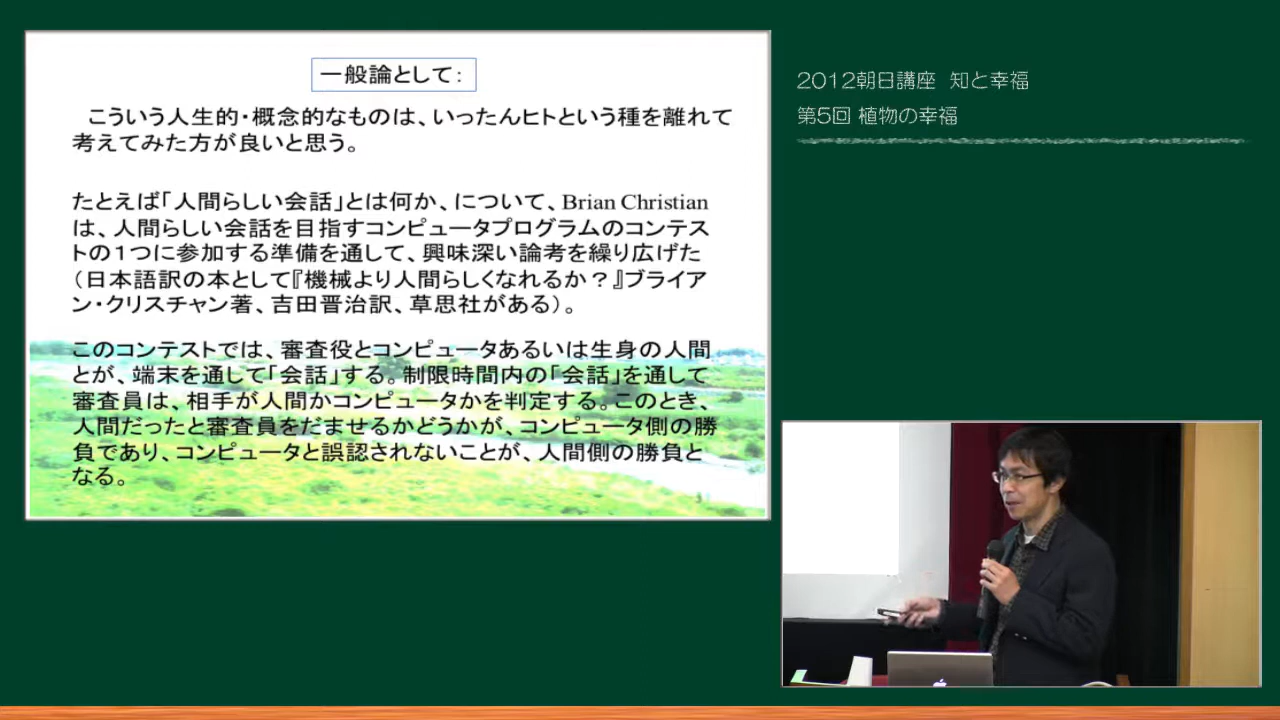 一般論として：
こういう人生的・概念的なものは、いったんヒトという種を離れて
考えてみた方が良いと思う。
たとえば「人間らしい会話」とは何か、について、Brian Christian
は、人間らしい会話を目指すコンピュータプログラムのコンテス
トの１つに参加する準備を通して、興味深い論考を繰り広げた
（日本語訳の本として『機械より人間らしくなれるか？』ブライア
ン・クリスチャン著、吉田晋治訳、草思社がある）。
このコンテストでは、審査役とコンピュータあるいは生身の人間
とが、端末を通して「会話」する。制限時間内の「会話」を通して
審査員は、相手が人間かコンピュータかを判定する。このとき、
人間だったと審査員をだませるかどうかが、コンピュータ側の勝
負であり、コンピュータと誤認されないことが、人間側の勝負と
なる。
2012朝日講座 知と幸福
第5回 植物の幸福